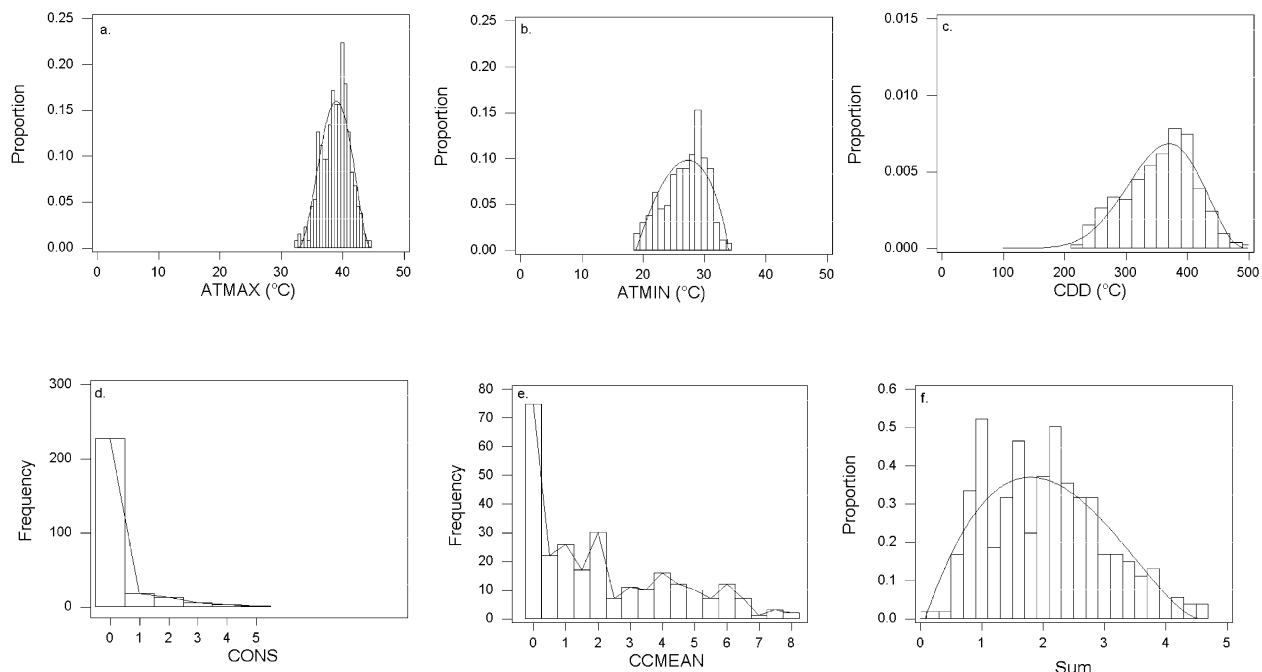 a.
Proportion
0.25
0.20
0.15
0.10
0.05
0.00
0 10 20 30 40 50
ATMAX (°C)
b.
Proportion
0.25
0.20
0.15
0.10
0.05
0.00
0 10 20 30 40 50
ATMIN (°C)
c.
Proportion
0.015
0.010
0.005
0.000
0 100 200 300 400 500
CDD (°C)
d.
Frequency
300
200
100
0
0 1 2 3 4 5
CONS
e.
Frequency
80
70
60
50
40
30
20
10
0
0 1 2 3 4 5 6 7 8
CCMEAN
f.
Proportion
0.6
0.5
0.4
0.3
0.2
0.1
0.0
0 1 2 3 4 5
Sum